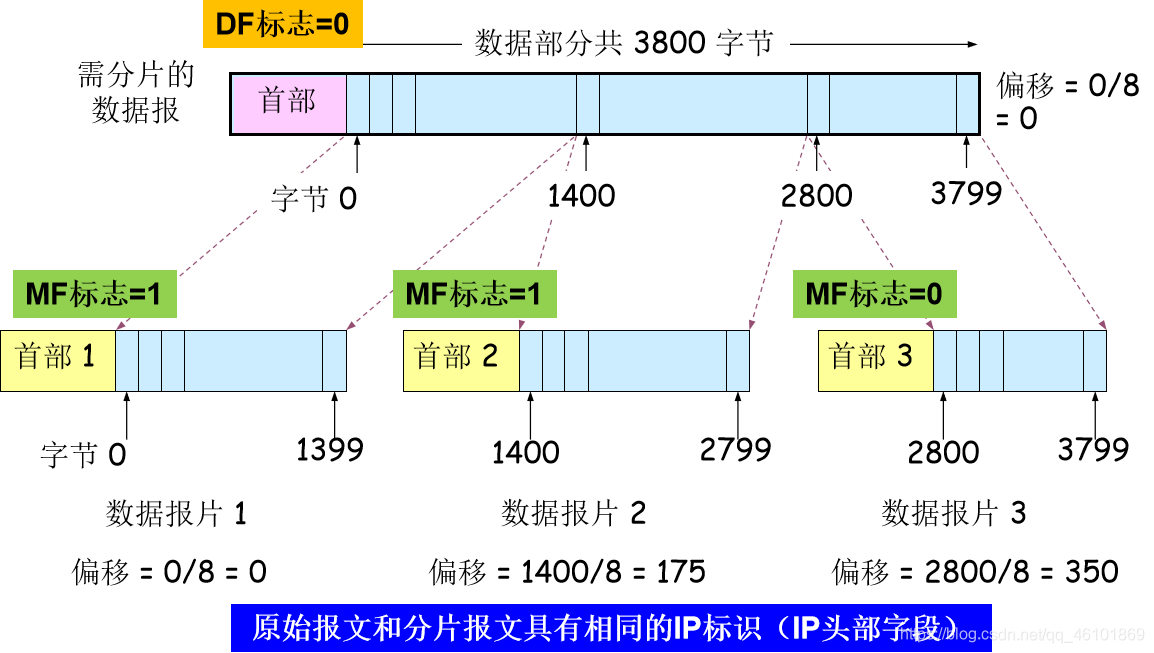 DF标志=0
数据部分共 3800 字节
需分片的
数据报
首部
偏移 = 0/8
= 0
字节 0
1400
2800
3799
MF标志=1
MF标志=1
MF标志=0
首部 1
首部 2
首部 3
字节 0
1399
1400
2799
2800
3799
数据报片 1
数据报片 2
数据报片 3
偏移 = 0/8 = 0
偏移 = 1400/8 = 175
偏移 = 2800/8 = 350
原始报文和分片报文具有相同的IP标识（IP头部字段）
https://blog.csdn.net/qq_46101869